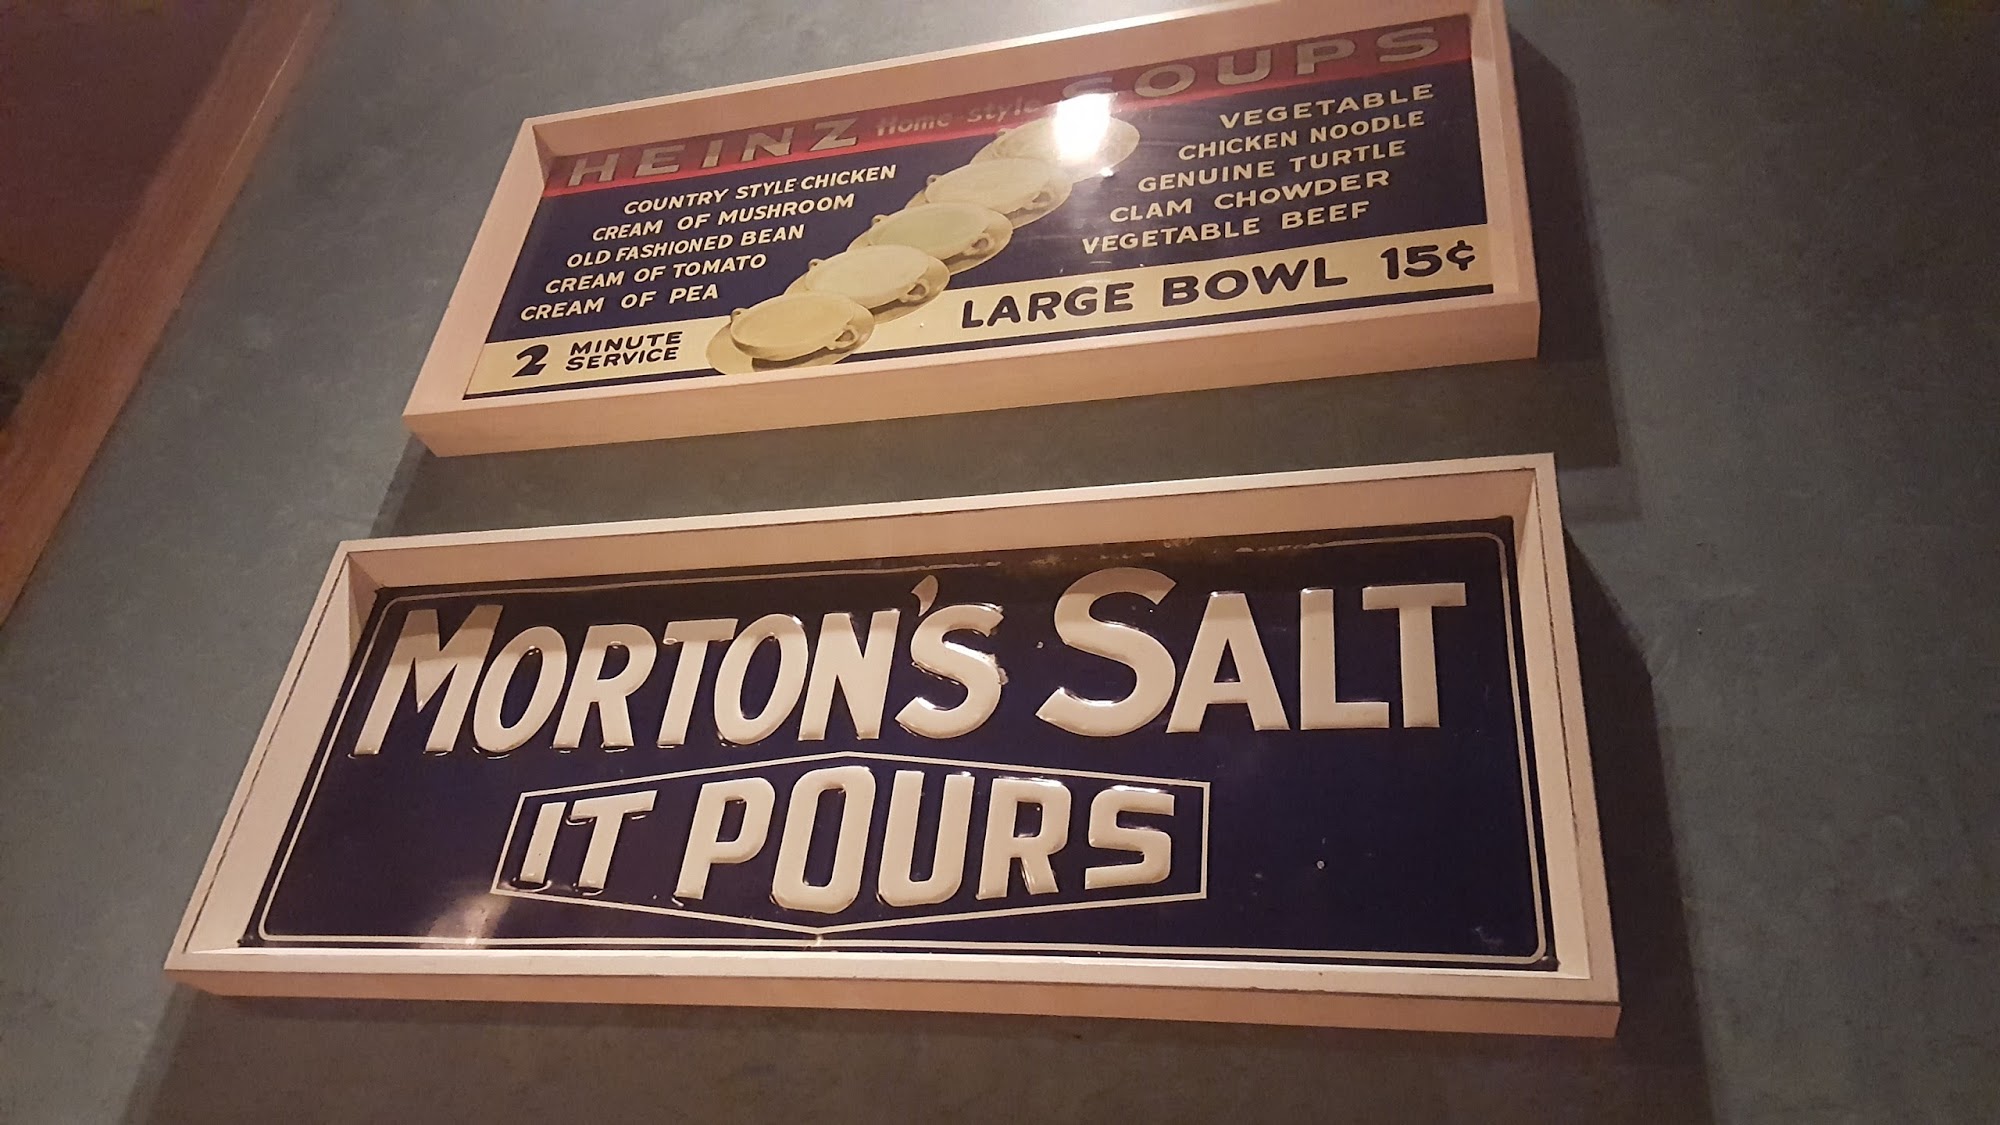 HEINZ Home-style SOUPS
COUNTRY STYLE CHICKEN
CREAM OF MUSHROOM
OLD FASHIONED BEAN
CREAM OF TOMATO
CREAM OF PEA
VEGETABLE
CHICKEN NOODLE
GENUINE TURTLE
CLAM CHOWDER
VEGETABLE BEEF
2 MINUTE
SERVICE
LARGE BOWL 15¢
MORTON'S SALT
IT POURS